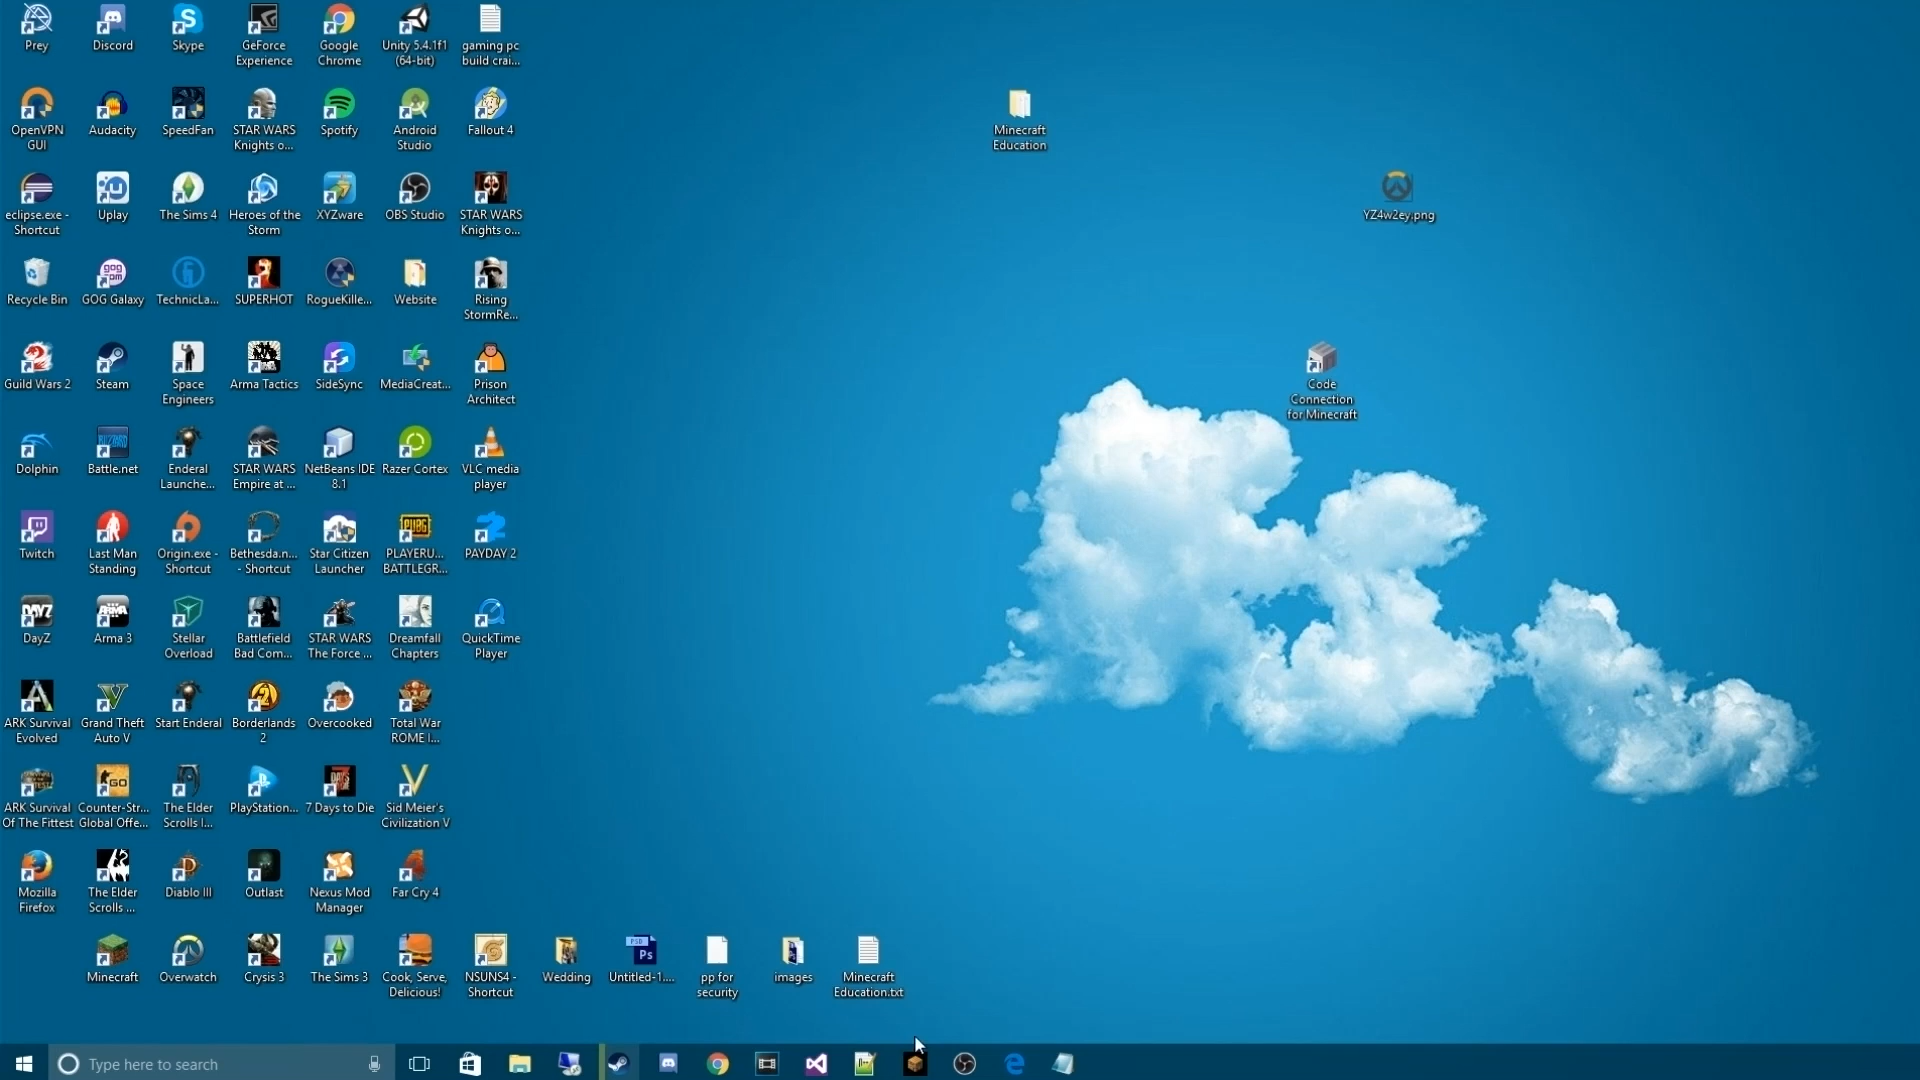 Prey
Discord
Skype
GeForce
Experience
Google
Chrome
Unity 5.4.1f1
(64-bit)
gaming pc
build crai...
OpenVPN
GUI
Audacity
SpeedFan
STAR WARS
Knights o...
Spotify
Android
Studio
Fallout 4
Minecraft
Education
eclipse.exe -
Shortcut
Uplay
The Sims 4
Heroes of the
Storm
XYZware
OBS Studio
STAR WARS
Knights o...
YZ4w2ey.png
Recycle Bin
gog
com
GOG Galaxy
TechnicLa...
SUPERHOT
RogueKille...
Website
Rising
StormRe...
Guild Wars 2
Steam
Space
Engineers
Arma Tactics
SideSync
MediaCreat...
Prison
Architect
Code
Connection
for Minecraft
Dolphin
BLIZZARD
Battle.net
Enderal
Launche...
STAR WARS
Empire at ...
NetBeans IDE
8.1
Razer Cortex
VLC media
player
Twitch
Last Man
Standing
Origin.exe -
Shortcut
Bethesda.n...
- Shortcut
Star Citizen
Launcher
PUBG
PLAYERU...
BATTLEGR...
PAYDAY 2
DAYZ
DayZ
ARMA
Arma 3
Stellar
Overload
Battlefield
Bad Com...
STAR WARS
The Force ...
Dreamfall
Chapters
QuickTime
Player
ARK Survival
Evolved
Grand Theft
Auto V
Start Enderal
Borderlands
2
Overcooked
Total War
ROME I...
ARK Survival
Of The Fittest
GO
Counter-Str...
Global Offe...
The Elder
Scrolls I...
PlayStation...
7 Days to Die
Sid Meier's
Civilization V
Mozilla
Firefox
The Elder
Scrolls ...
Diablo III
Outlast
Nexus Mod
Manager
Far Cry 4
Minecraft
Overwatch
Crysis 3
The Sims 3
Cook, Serve,
Delicious!
NSUNS4 -
Shortcut
Wedding
PSD
Ps
Untitled-1....
pp for
security
images
Minecraft
Education.txt
Type here to search